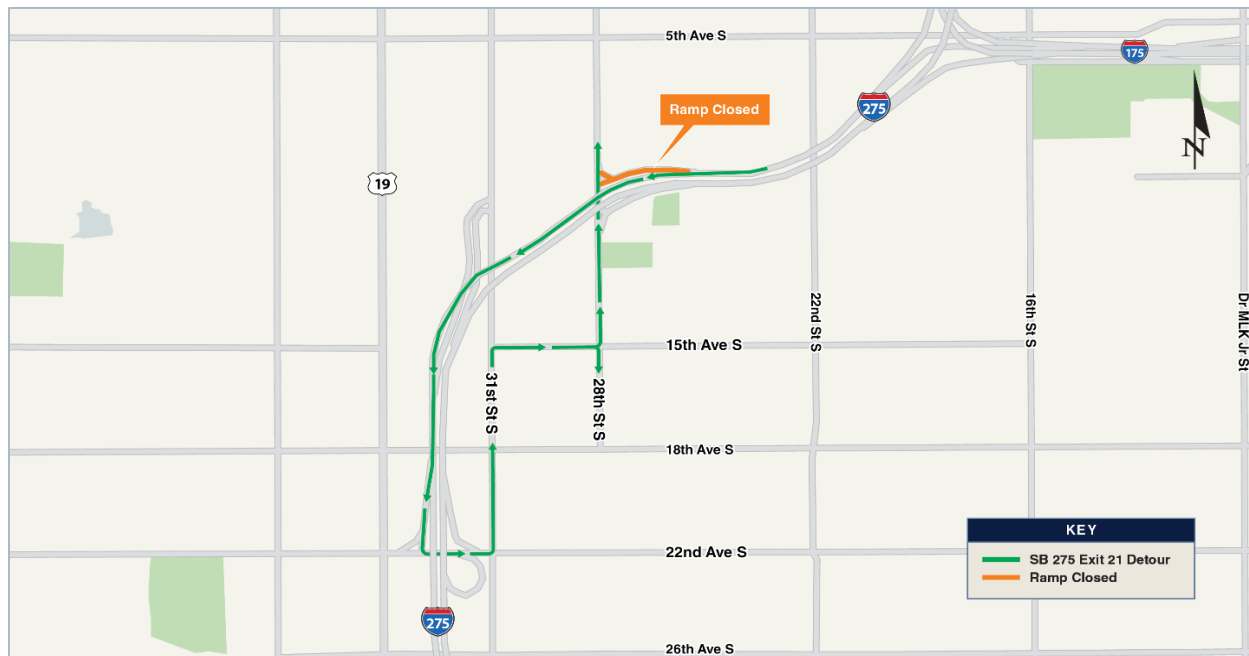 5th Ave S
175
Ramp Closed
275
N
19
22nd St S
16th St S
Dr MLK Jr St
15th Ave S
31st St S
28th St S
18th Ave S
KEY
22nd Ave S
SB 275 Exit 21 Detour
Ramp Closed
275
26th Ave S